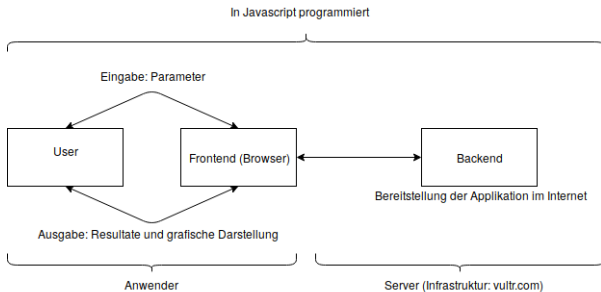 In Javascript programmiert
Eingabe: Parameter
User
Frontend (Browser)
Backend
Bereitstellung der Applikation im Internet
Ausgabe: Resultate und grafische Darstellung
Anwender
Server (Infrastruktur: vultr.com)